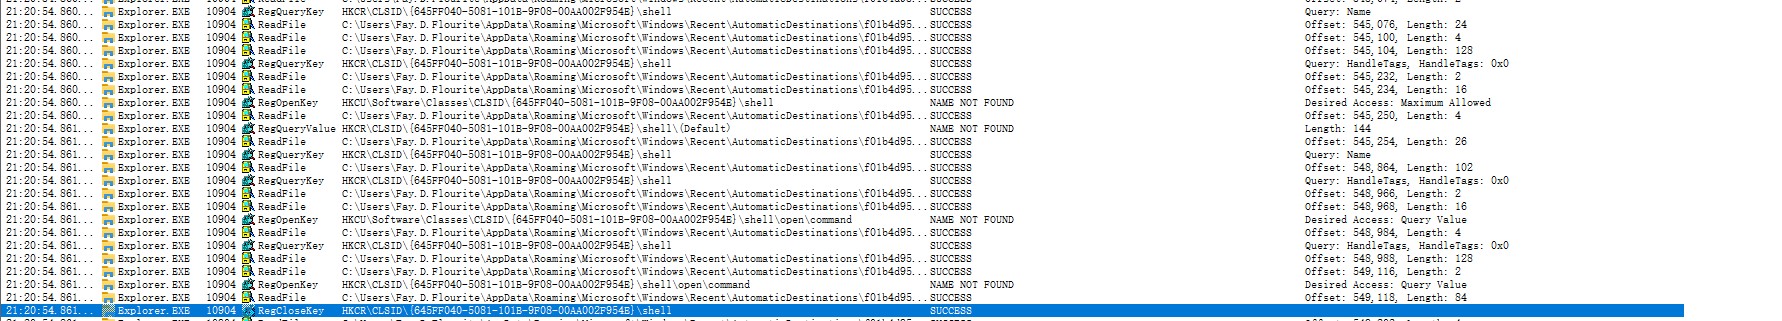 21:20:54.860... Explorer.EXE 10904 RegQueryKey HKCR\CLSID\{645FF040-5081-101B-9F08-00AA002F954E}\shell SUCCESS Query: Name
21:20:54.860... Explorer.EXE 10904 ReadFile C:\Users\Fay.D.Flourite\AppData\Roaming\Microsoft\Windows\Recent\AutomaticDestinations\f01b4d95... SUCCESS Offset: 545,076, Length: 24
21:20:54.860... Explorer.EXE 10904 ReadFile C:\Users\Fay.D.Flourite\AppData\Roaming\Microsoft\Windows\Recent\AutomaticDestinations\f01b4d95... SUCCESS Offset: 545,100, Length: 4
21:20:54.860... Explorer.EXE 10904 ReadFile C:\Users\Fay.D.Flourite\AppData\Roaming\Microsoft\Windows\Recent\AutomaticDestinations\f01b4d95... SUCCESS Offset: 545,104, Length: 128
21:20:54.860... Explorer.EXE 10904 RegQueryKey HKCR\CLSID\{645FF040-5081-101B-9F08-00AA002F954E}\shell SUCCESS Query: HandleTags, HandleTags: 0x0
21:20:54.860... Explorer.EXE 10904 ReadFile C:\Users\Fay.D.Flourite\AppData\Roaming\Microsoft\Windows\Recent\AutomaticDestinations\f01b4d95... SUCCESS Offset: 545,232, Length: 2
21:20:54.860... Explorer.EXE 10904 ReadFile C:\Users\Fay.D.Flourite\AppData\Roaming\Microsoft\Windows\Recent\AutomaticDestinations\f01b4d95... SUCCESS Offset: 545,234, Length: 16
21:20:54.860... Explorer.EXE 10904 RegOpenKey HKCU\Software\Classes\CLSID\{645FF040-5081-101B-9F08-00AA002F954E}\shell NAME NOT FOUND Desired Access: Maximum Allowed
21:20:54.860... Explorer.EXE 10904 ReadFile C:\Users\Fay.D.Flourite\AppData\Roaming\Microsoft\Windows\Recent\AutomaticDestinations\f01b4d95... SUCCESS Offset: 545,250, Length: 4
21:20:54.861... Explorer.EXE 10904 RegQueryValue HKCR\CLSID\{645FF040-5081-101B-9F08-00AA002F954E}\shell\(Default) NAME NOT FOUND Length: 144
21:20:54.861... Explorer.EXE 10904 ReadFile C:\Users\Fay.D.Flourite\AppData\Roaming\Microsoft\Windows\Recent\AutomaticDestinations\f01b4d95... SUCCESS Offset: 545,254, Length: 26
21:20:54.861... Explorer.EXE 10904 RegQueryKey HKCR\CLSID\{645FF040-5081-101B-9F08-00AA002F954E}\shell SUCCESS Query: Name
21:20:54.861... Explorer.EXE 10904 ReadFile C:\Users\Fay.D.Flourite\AppData\Roaming\Microsoft\Windows\Recent\AutomaticDestinations\f01b4d95... SUCCESS Offset: 548,864, Length: 102
21:20:54.861... Explorer.EXE 10904 RegQueryKey HKCR\CLSID\{645FF040-5081-101B-9F08-00AA002F954E}\shell SUCCESS Query: HandleTags, HandleTags: 0x0
21:20:54.861... Explorer.EXE 10904 ReadFile C:\Users\Fay.D.Flourite\AppData\Roaming\Microsoft\Windows\Recent\AutomaticDestinations\f01b4d95... SUCCESS Offset: 548,966, Length: 2
21:20:54.861... Explorer.EXE 10904 ReadFile C:\Users\Fay.D.Flourite\AppData\Roaming\Microsoft\Windows\Recent\AutomaticDestinations\f01b4d95... SUCCESS Offset: 548,968, Length: 16
21:20:54.861... Explorer.EXE 10904 RegOpenKey HKCU\Software\Classes\CLSID\{645FF040-5081-101B-9F08-00AA002F954E}\shell\open\command NAME NOT FOUND Desired Access: Query Value
21:20:54.861... Explorer.EXE 10904 ReadFile C:\Users\Fay.D.Flourite\AppData\Roaming\Microsoft\Windows\Recent\AutomaticDestinations\f01b4d95... SUCCESS Offset: 548,984, Length: 4
21:20:54.861... Explorer.EXE 10904 RegQueryKey HKCR\CLSID\{645FF040-5081-101B-9F08-00AA002F954E}\shell SUCCESS Query: HandleTags, HandleTags: 0x0
21:20:54.861... Explorer.EXE 10904 ReadFile C:\Users\Fay.D.Flourite\AppData\Roaming\Microsoft\Windows\Recent\AutomaticDestinations\f01b4d95... SUCCESS Offset: 548,988, Length: 128
21:20:54.861... Explorer.EXE 10904 ReadFile C:\Users\Fay.D.Flourite\AppData\Roaming\Microsoft\Windows\Recent\AutomaticDestinations\f01b4d95... SUCCESS Offset: 549,116, Length: 2
21:20:54.861... Explorer.EXE 10904 RegOpenKey HKCR\CLSID\{645FF040-5081-101B-9F08-00AA002F954E}\shell\open\command NAME NOT FOUND Desired Access: Query Value
21:20:54.861... Explorer.EXE 10904 ReadFile C:\Users\Fay.D.Flourite\AppData\Roaming\Microsoft\Windows\Recent\AutomaticDestinations\f01b4d95... SUCCESS Offset: 549,118, Length: 84
21:20:54.861... Explorer.EXE 10904 RegCloseKey HKCR\CLSID\{645FF040-5081-101B-9F08-00AA002F954E}\shell SUCCESS